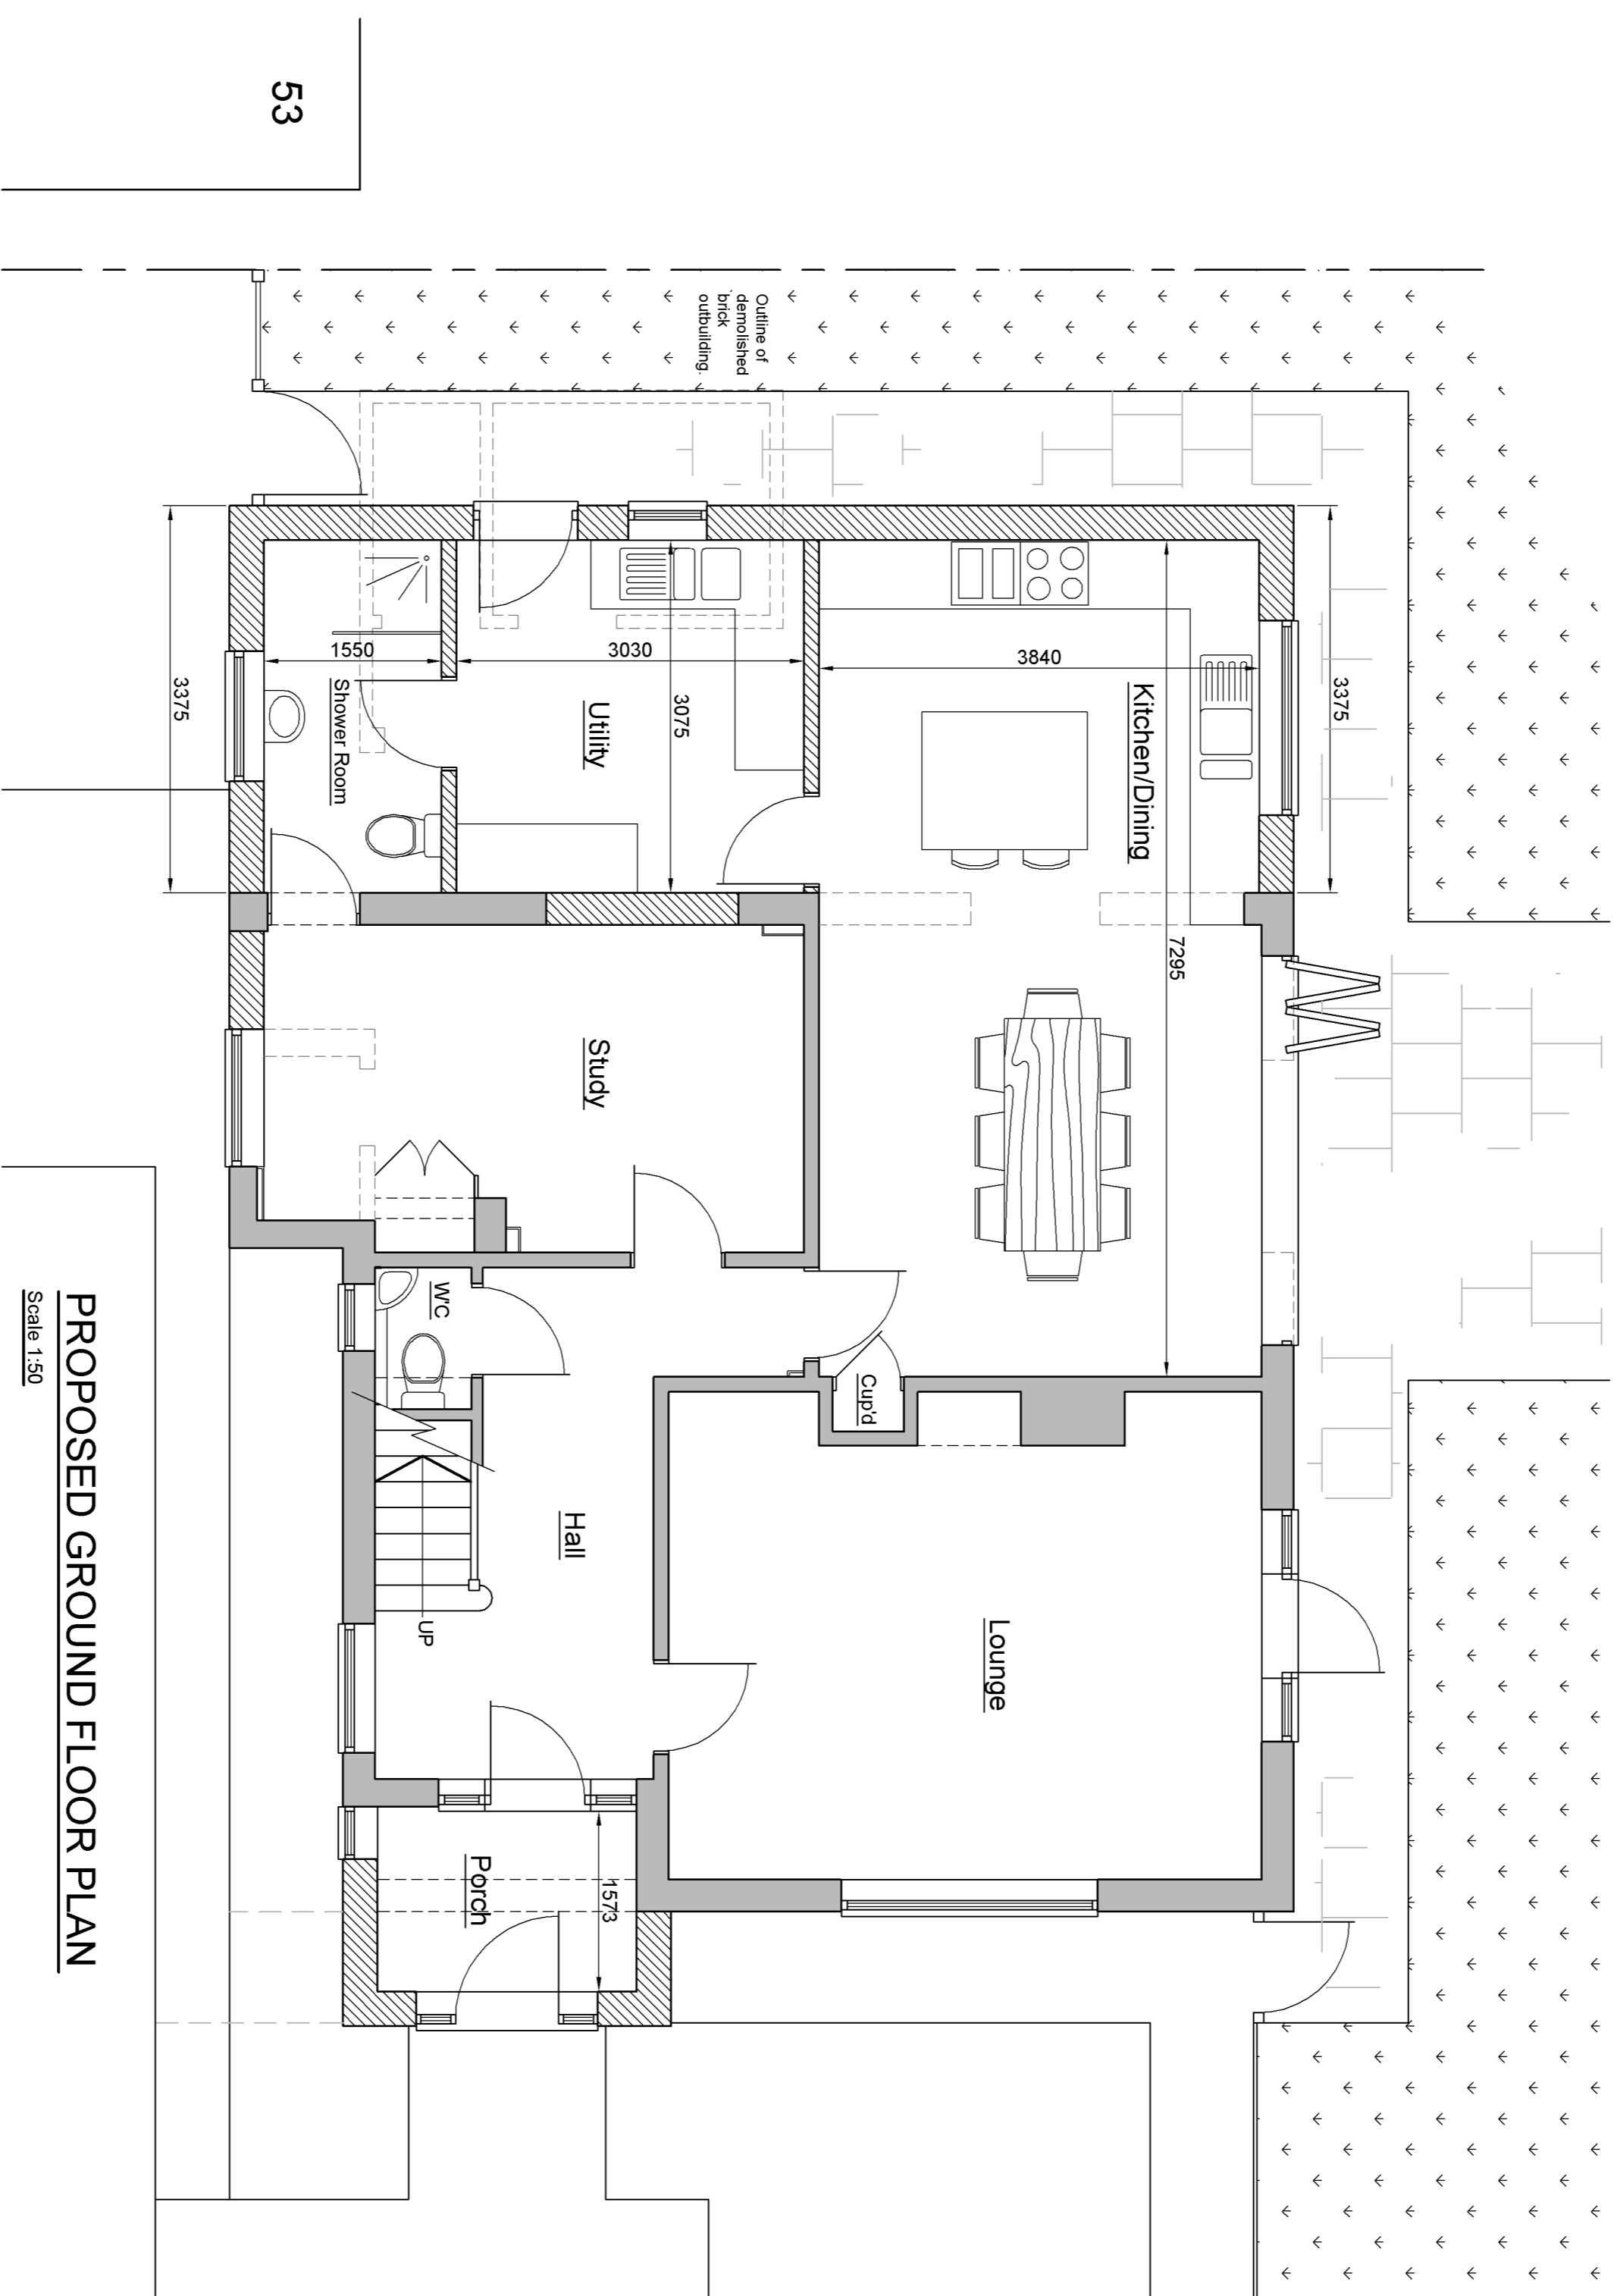 53
Outline of
demolished
brick
outbuilding.
3375
3840
Kitchen/Dining
7295
3030
3075
Utility
1550
Shower Room
3375
Study
W'C
Cup'd
Hall
UP
Lounge
Porch
1573
PROPOSED GROUND FLOOR PLAN
Scale 1:50